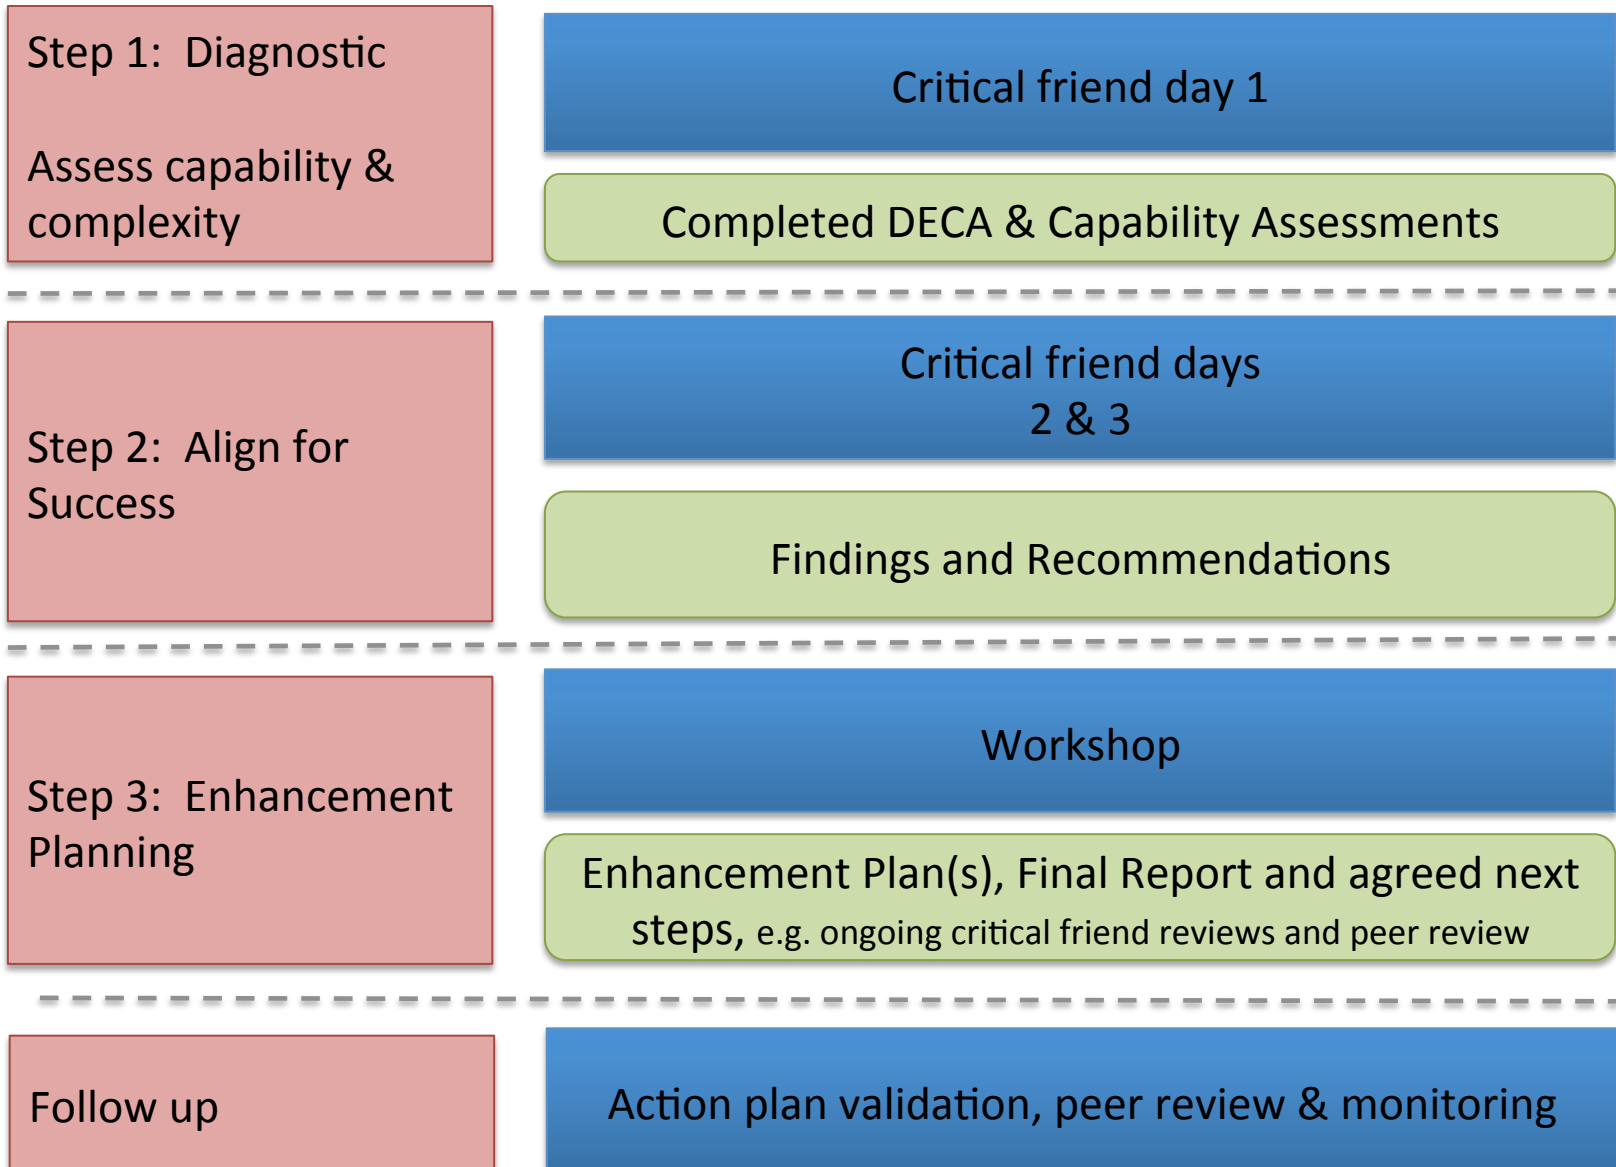 Step 1:  Diagnostic
Assess capability &
complexity
Critical friend day 1
Completed DECA & Capability Assessments
Step 2:  Align for
Success
Critical friend days
2 & 3
Findings and Recommendations
Step 3:  Enhancement
Planning
Workshop
Enhancement Plan(s), Final Report and agreed next
steps, e.g. ongoing critical friend reviews and peer review
Follow up
Action plan validation, peer review & monitoring